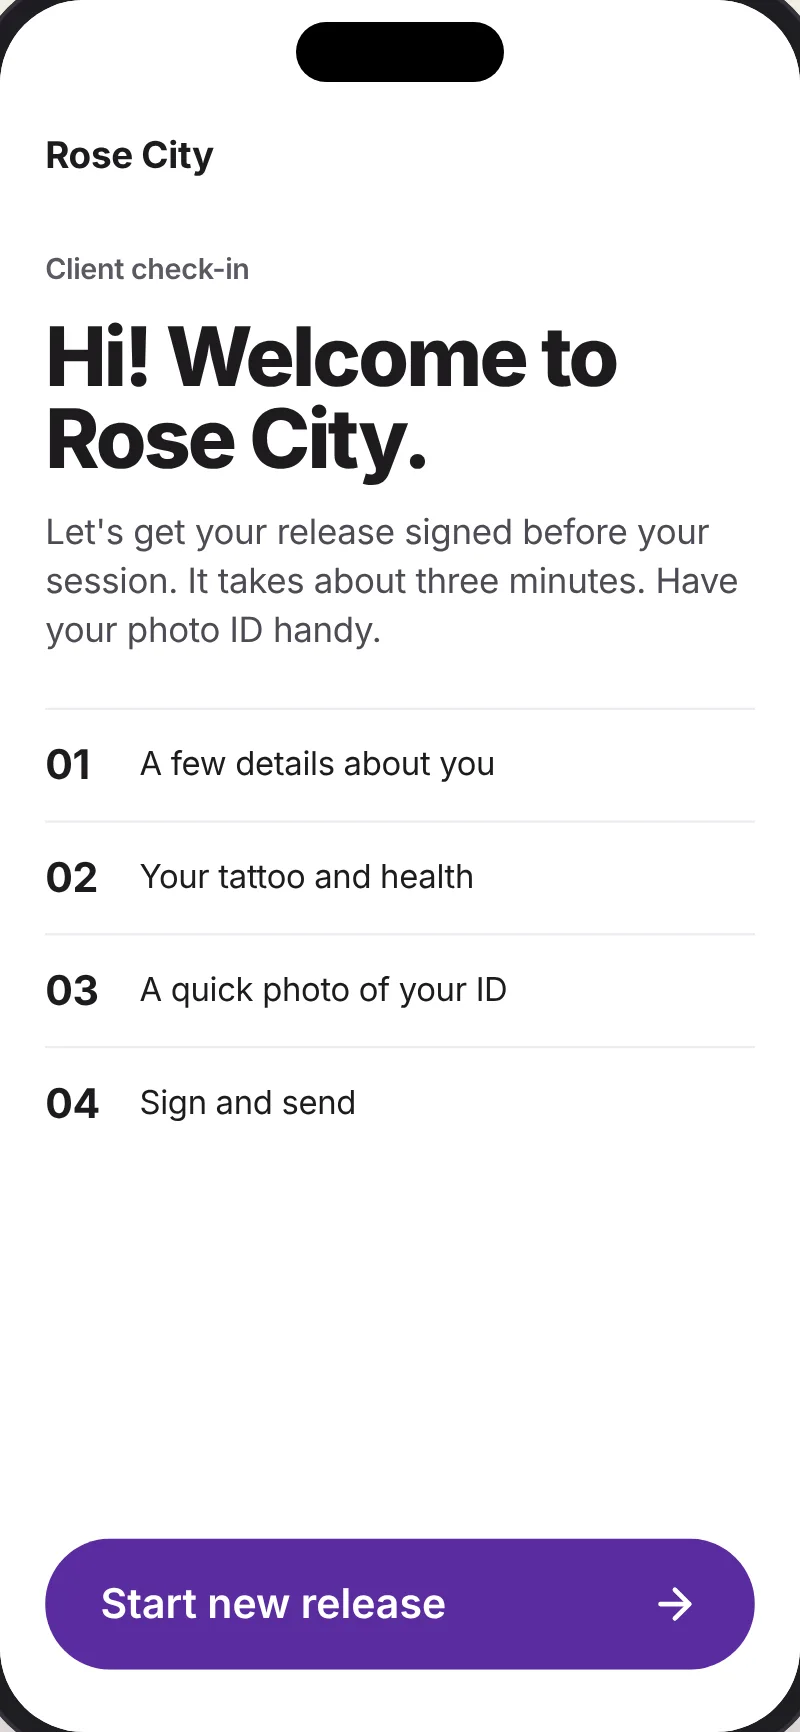 Rose City
Client check-in
Hi! Welcome to
Rose City.
Let's get your release signed before your
session. It takes about three minutes. Have
your photo ID handy.
01 A few details about you
02 Your tattoo and health
03 A quick photo of your ID
04 Sign and send
Start new release